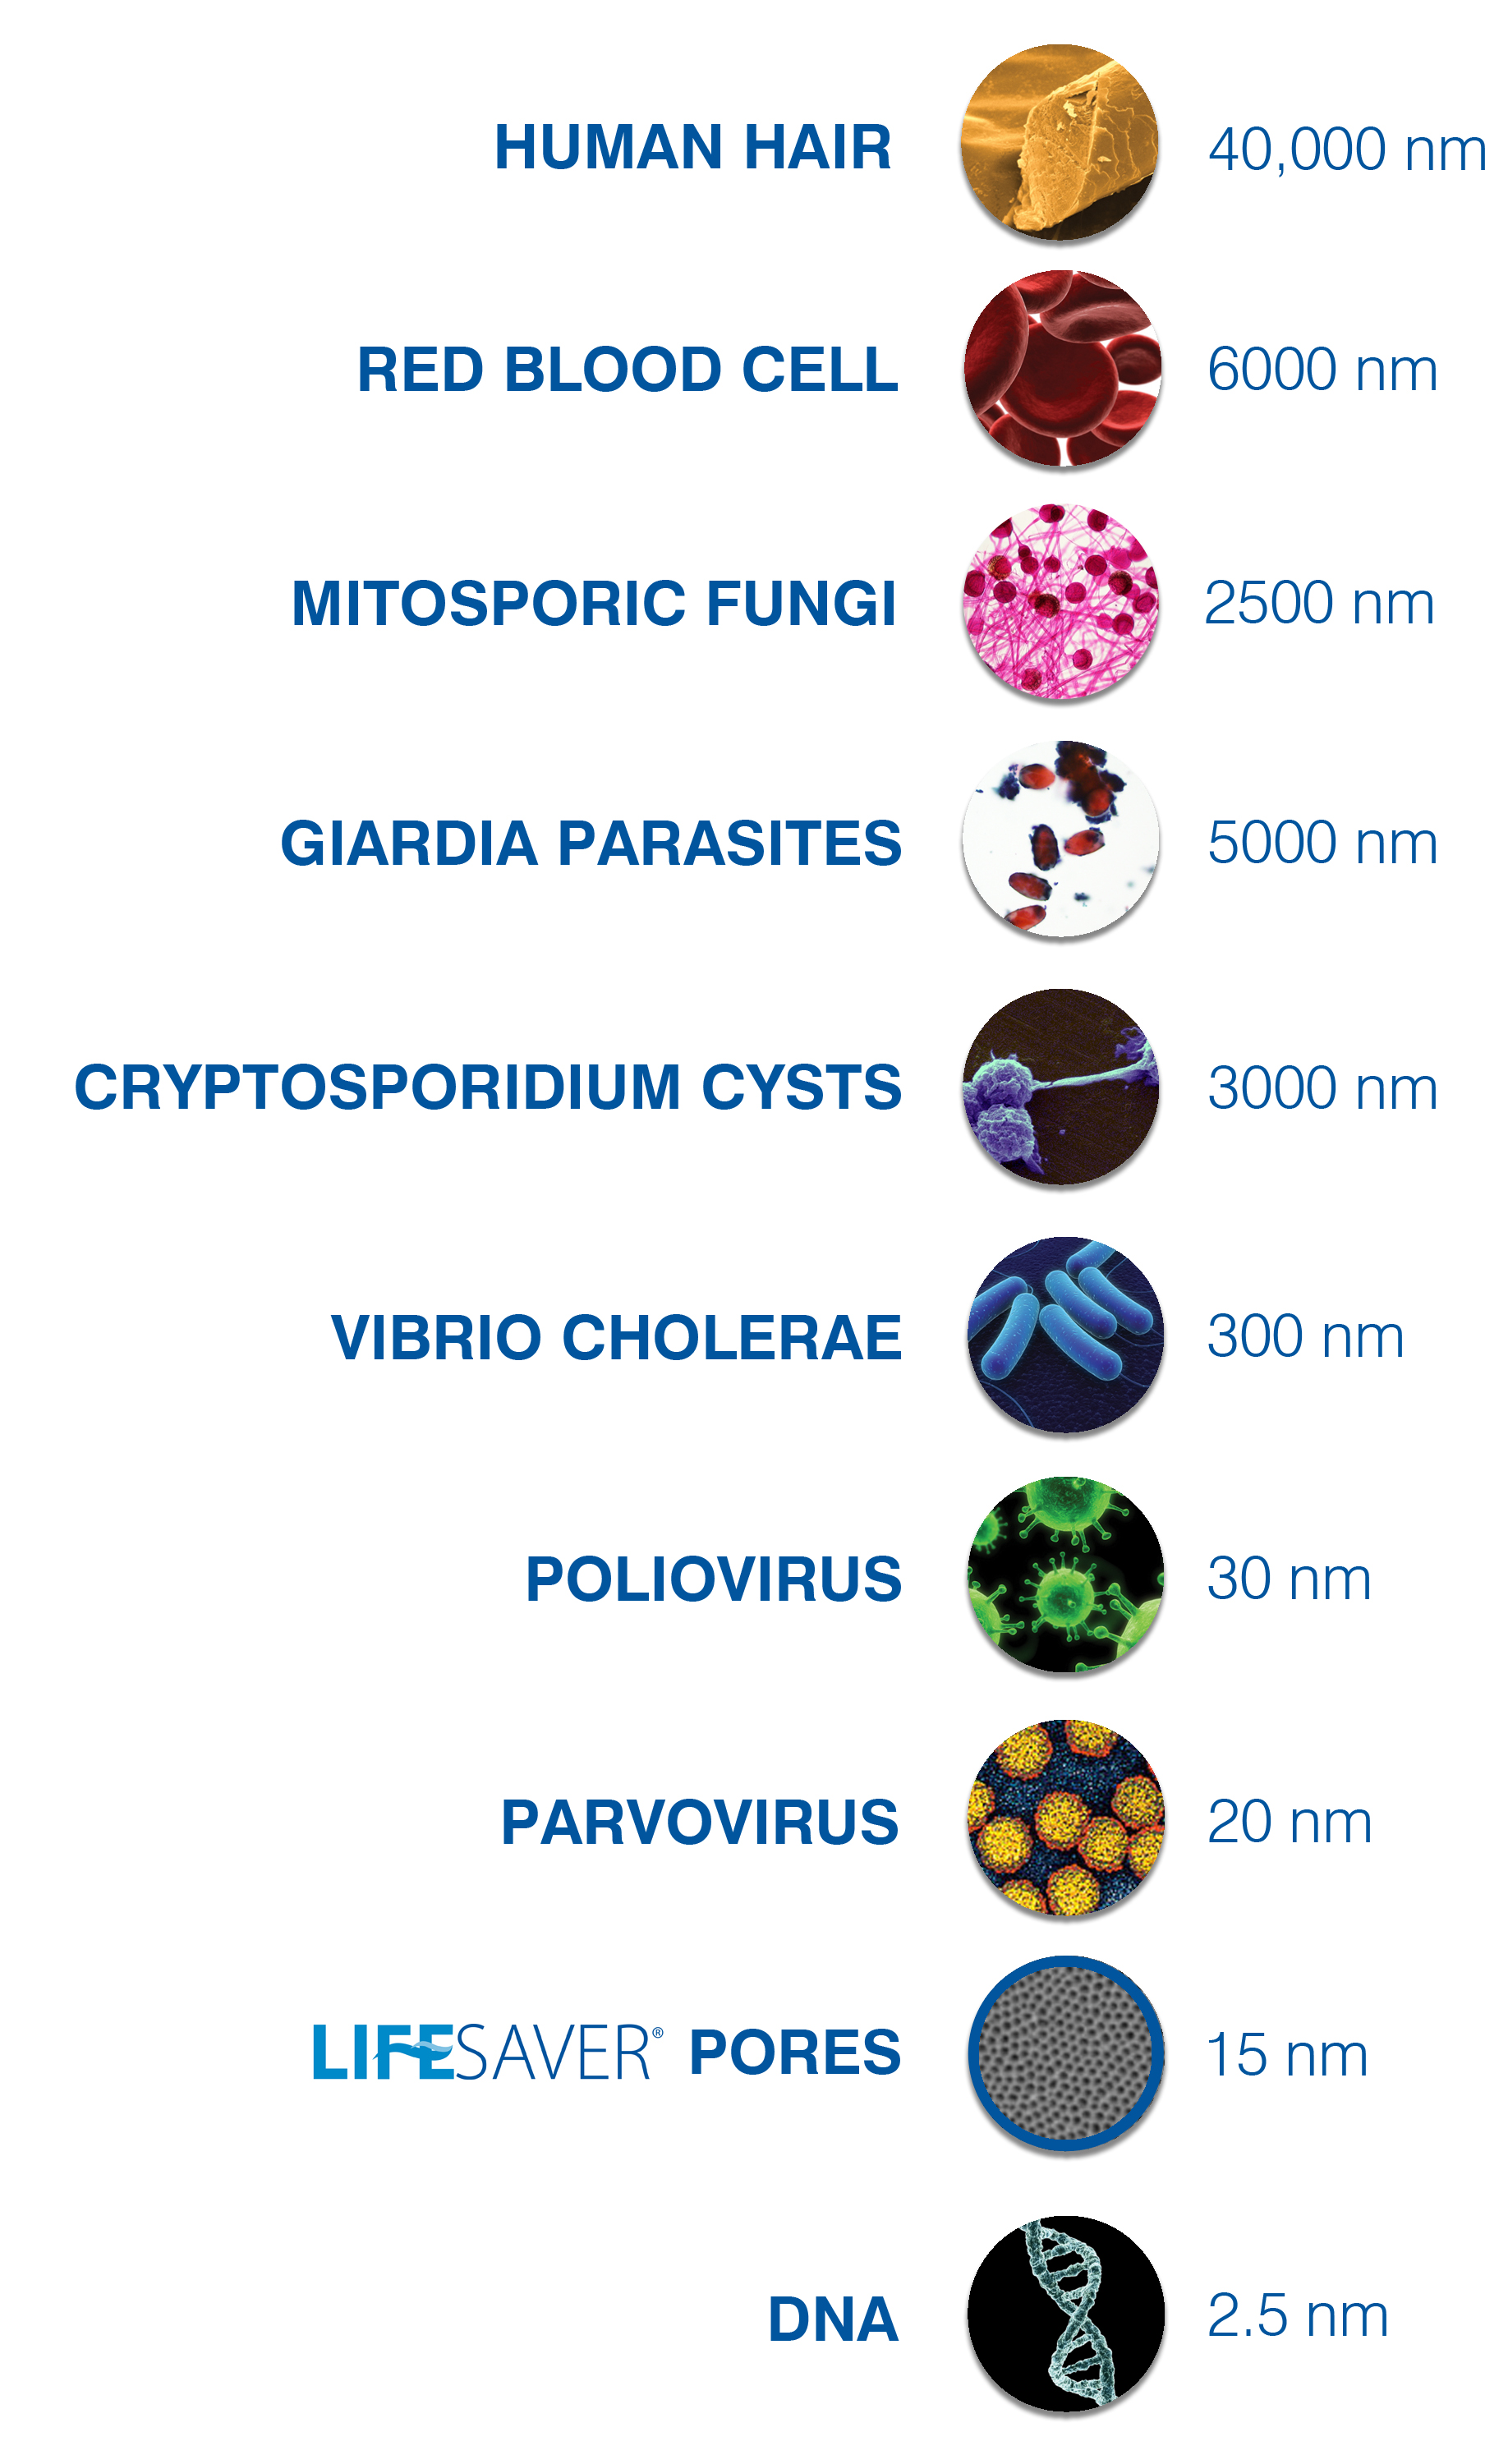 HUMAN HAIR 40,000 nm
RED BLOOD CELL 6000 nm
MITOSPORIC FUNGI 2500 nm
GIARDIA PARASITES 5000 nm
CRYPTOSPORIDIUM CYSTS 3000 nm
VIBRIO CHOLERAE 300 nm
POLIOVIRUS 30 nm
PARVOVIRUS 20 nm
LIFESAVER® PORES 15 nm
DNA 2.5 nm